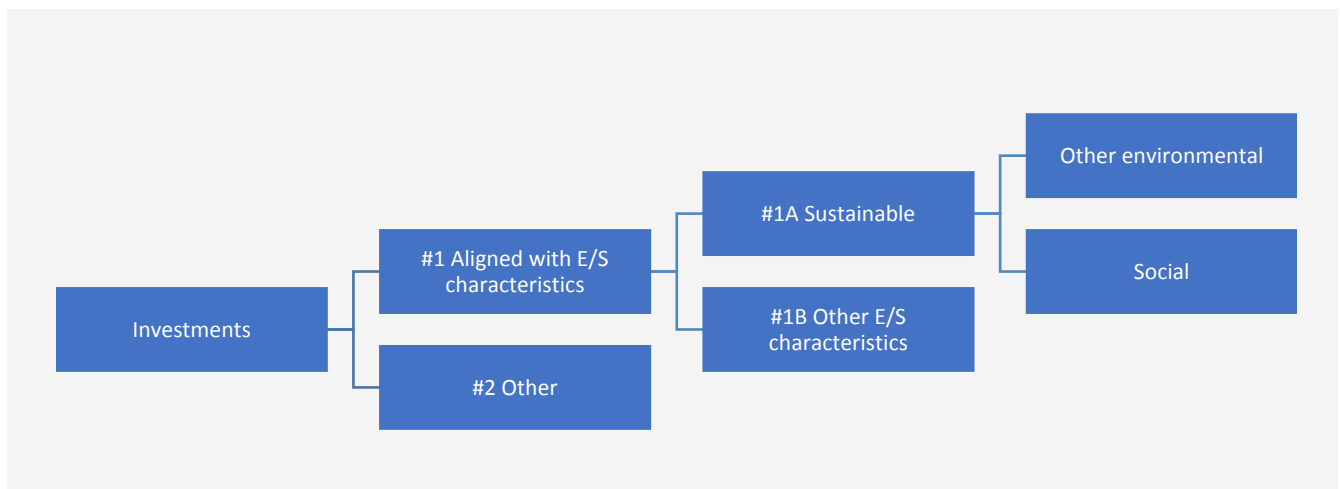 Investments
#1 Aligned with E/S
characteristics
#2 Other
#1A Sustainable
#1B Other E/S
characteristics
Other environmental
Social